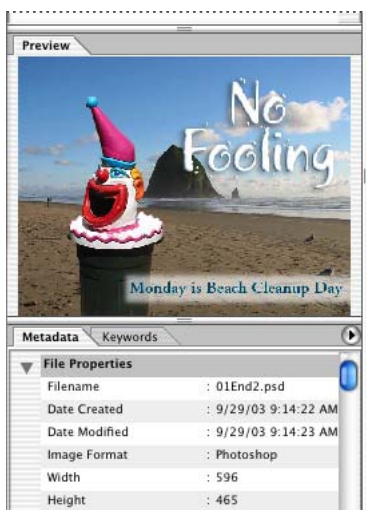 Preview
No
Fooling
Monday is Beach Cleanup Day
Metadata Keywords
File Properties
Filename : 01End2.psd
Date Created : 9/29/03 9:14:22 AM
Date Modified : 9/29/03 9:14:23 AM
Image Format : Photoshop
Width : 596
Height : 465